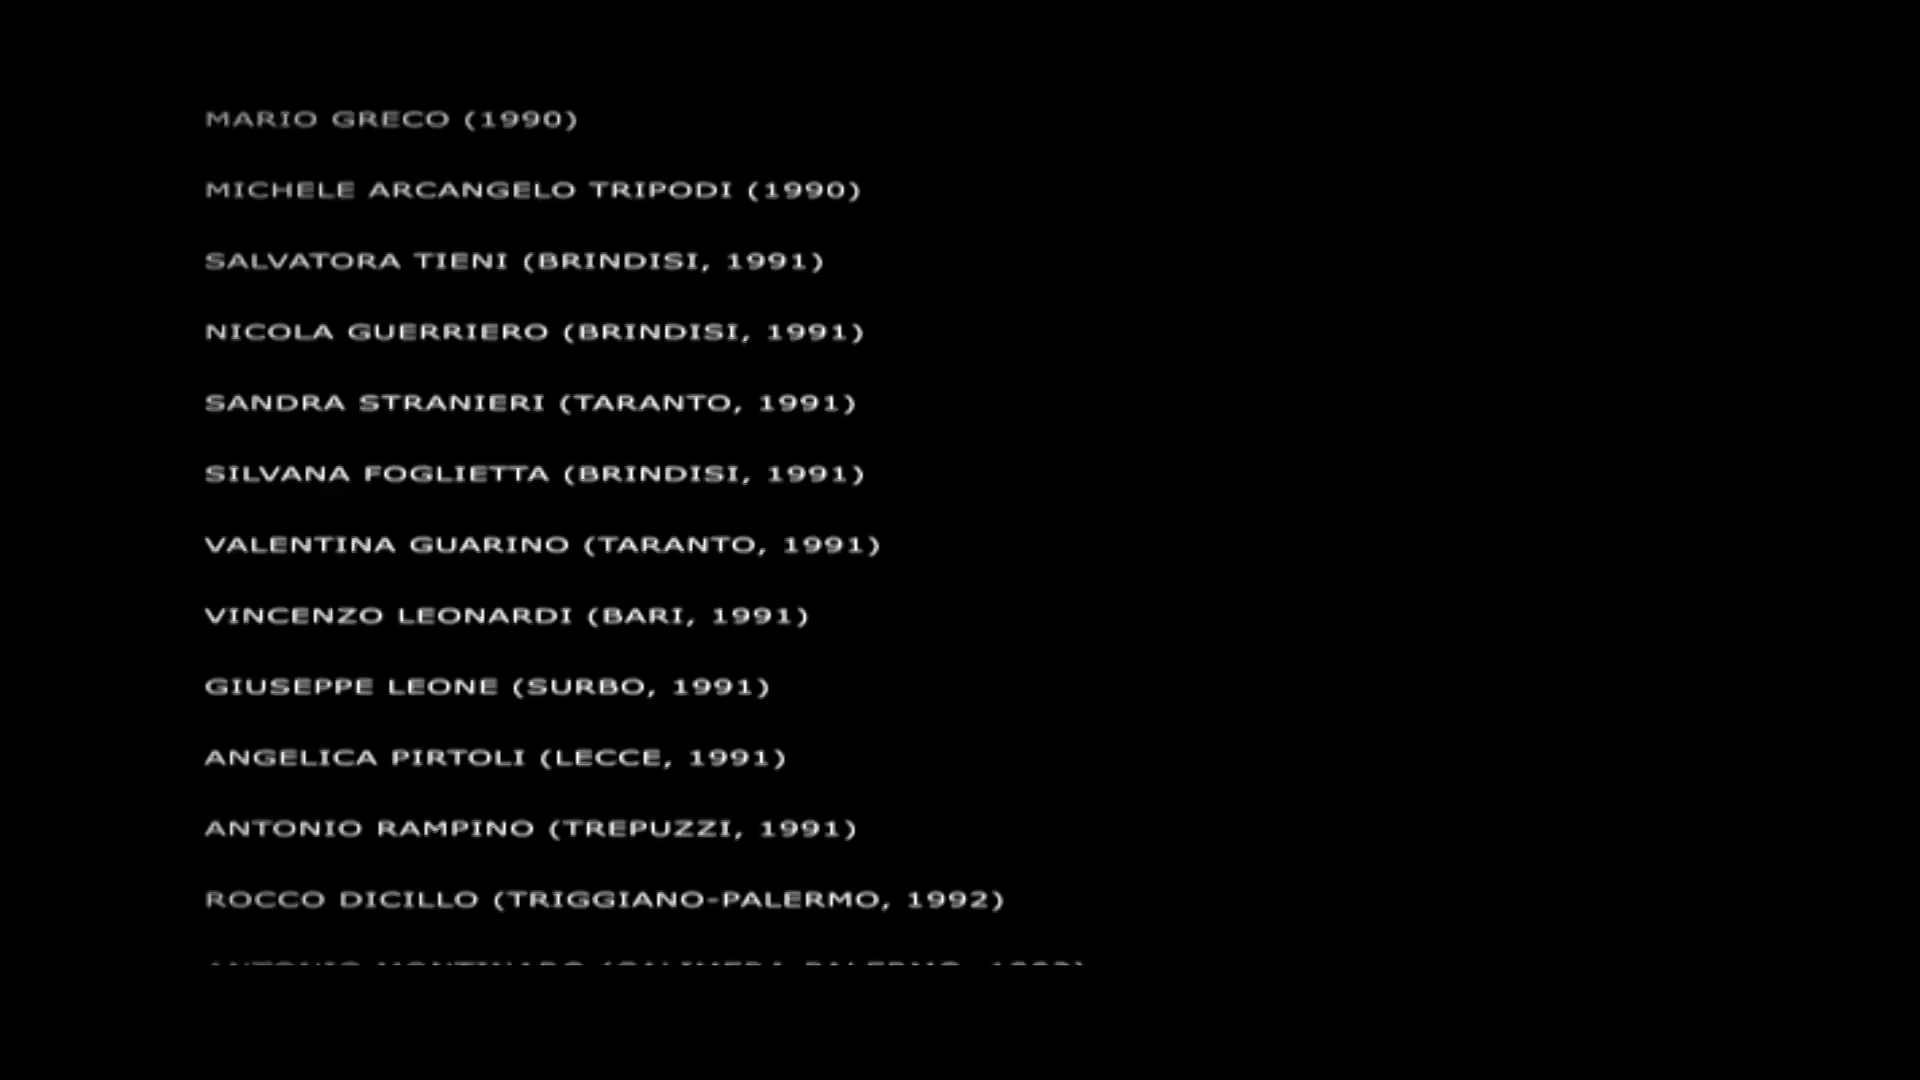 MARIO GRECO (1990)
MICHELE ARCANGELO TRIPODI (1990)
SALVATORA TIENI (BRINDISI, 1991)
NICOLA GUERRIERO (BRINDISI, 1991)
SANDRA STRANIERI (TARANTO, 1991)
SILVANA FOGLIETTA (BRINDISI, 1991)
VALENTINA GUARINO (TARANTO, 1991)
VINCENZO LEONARDI (BARI, 1991)
GIUSEPPE LEONE (SURBO, 1991)
ANGELICA PIRTOLI (LECCE, 1991)
ANTONIO RAMPINO (TREPUZZI, 1991)
ROCCO DICILLO (TRIGGIANO-PALERMO, 1992)